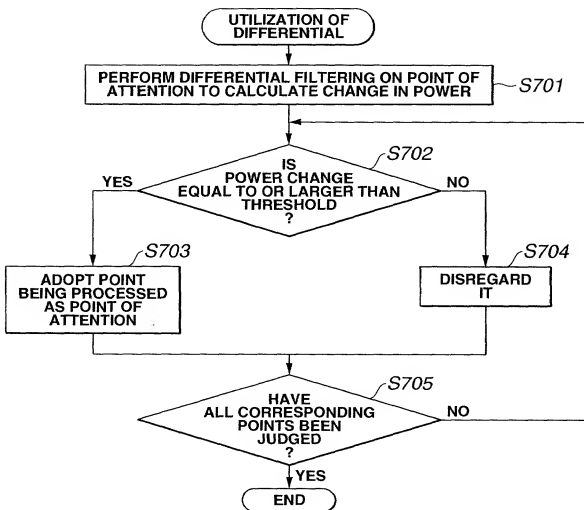 UTILIZATION OF
DIFFERENTIAL
PERFORM DIFFERENTIAL FILTERING ON POINT OF
ATTENTION TO CALCULATE CHANGE IN POWER
S701
IS
POWER CHANGE
EQUAL TO OR LARGER THAN
THRESHOLD
?
S702
YES
NO
S703
ADOPT POINT
BEING PROCESSED
AS POINT OF
ATTENTION
S704
DISREGARD
IT
S705
HAVE
ALL CORRESPONDING
POINTS BEEN
JUDGED
?
NO
YES
END